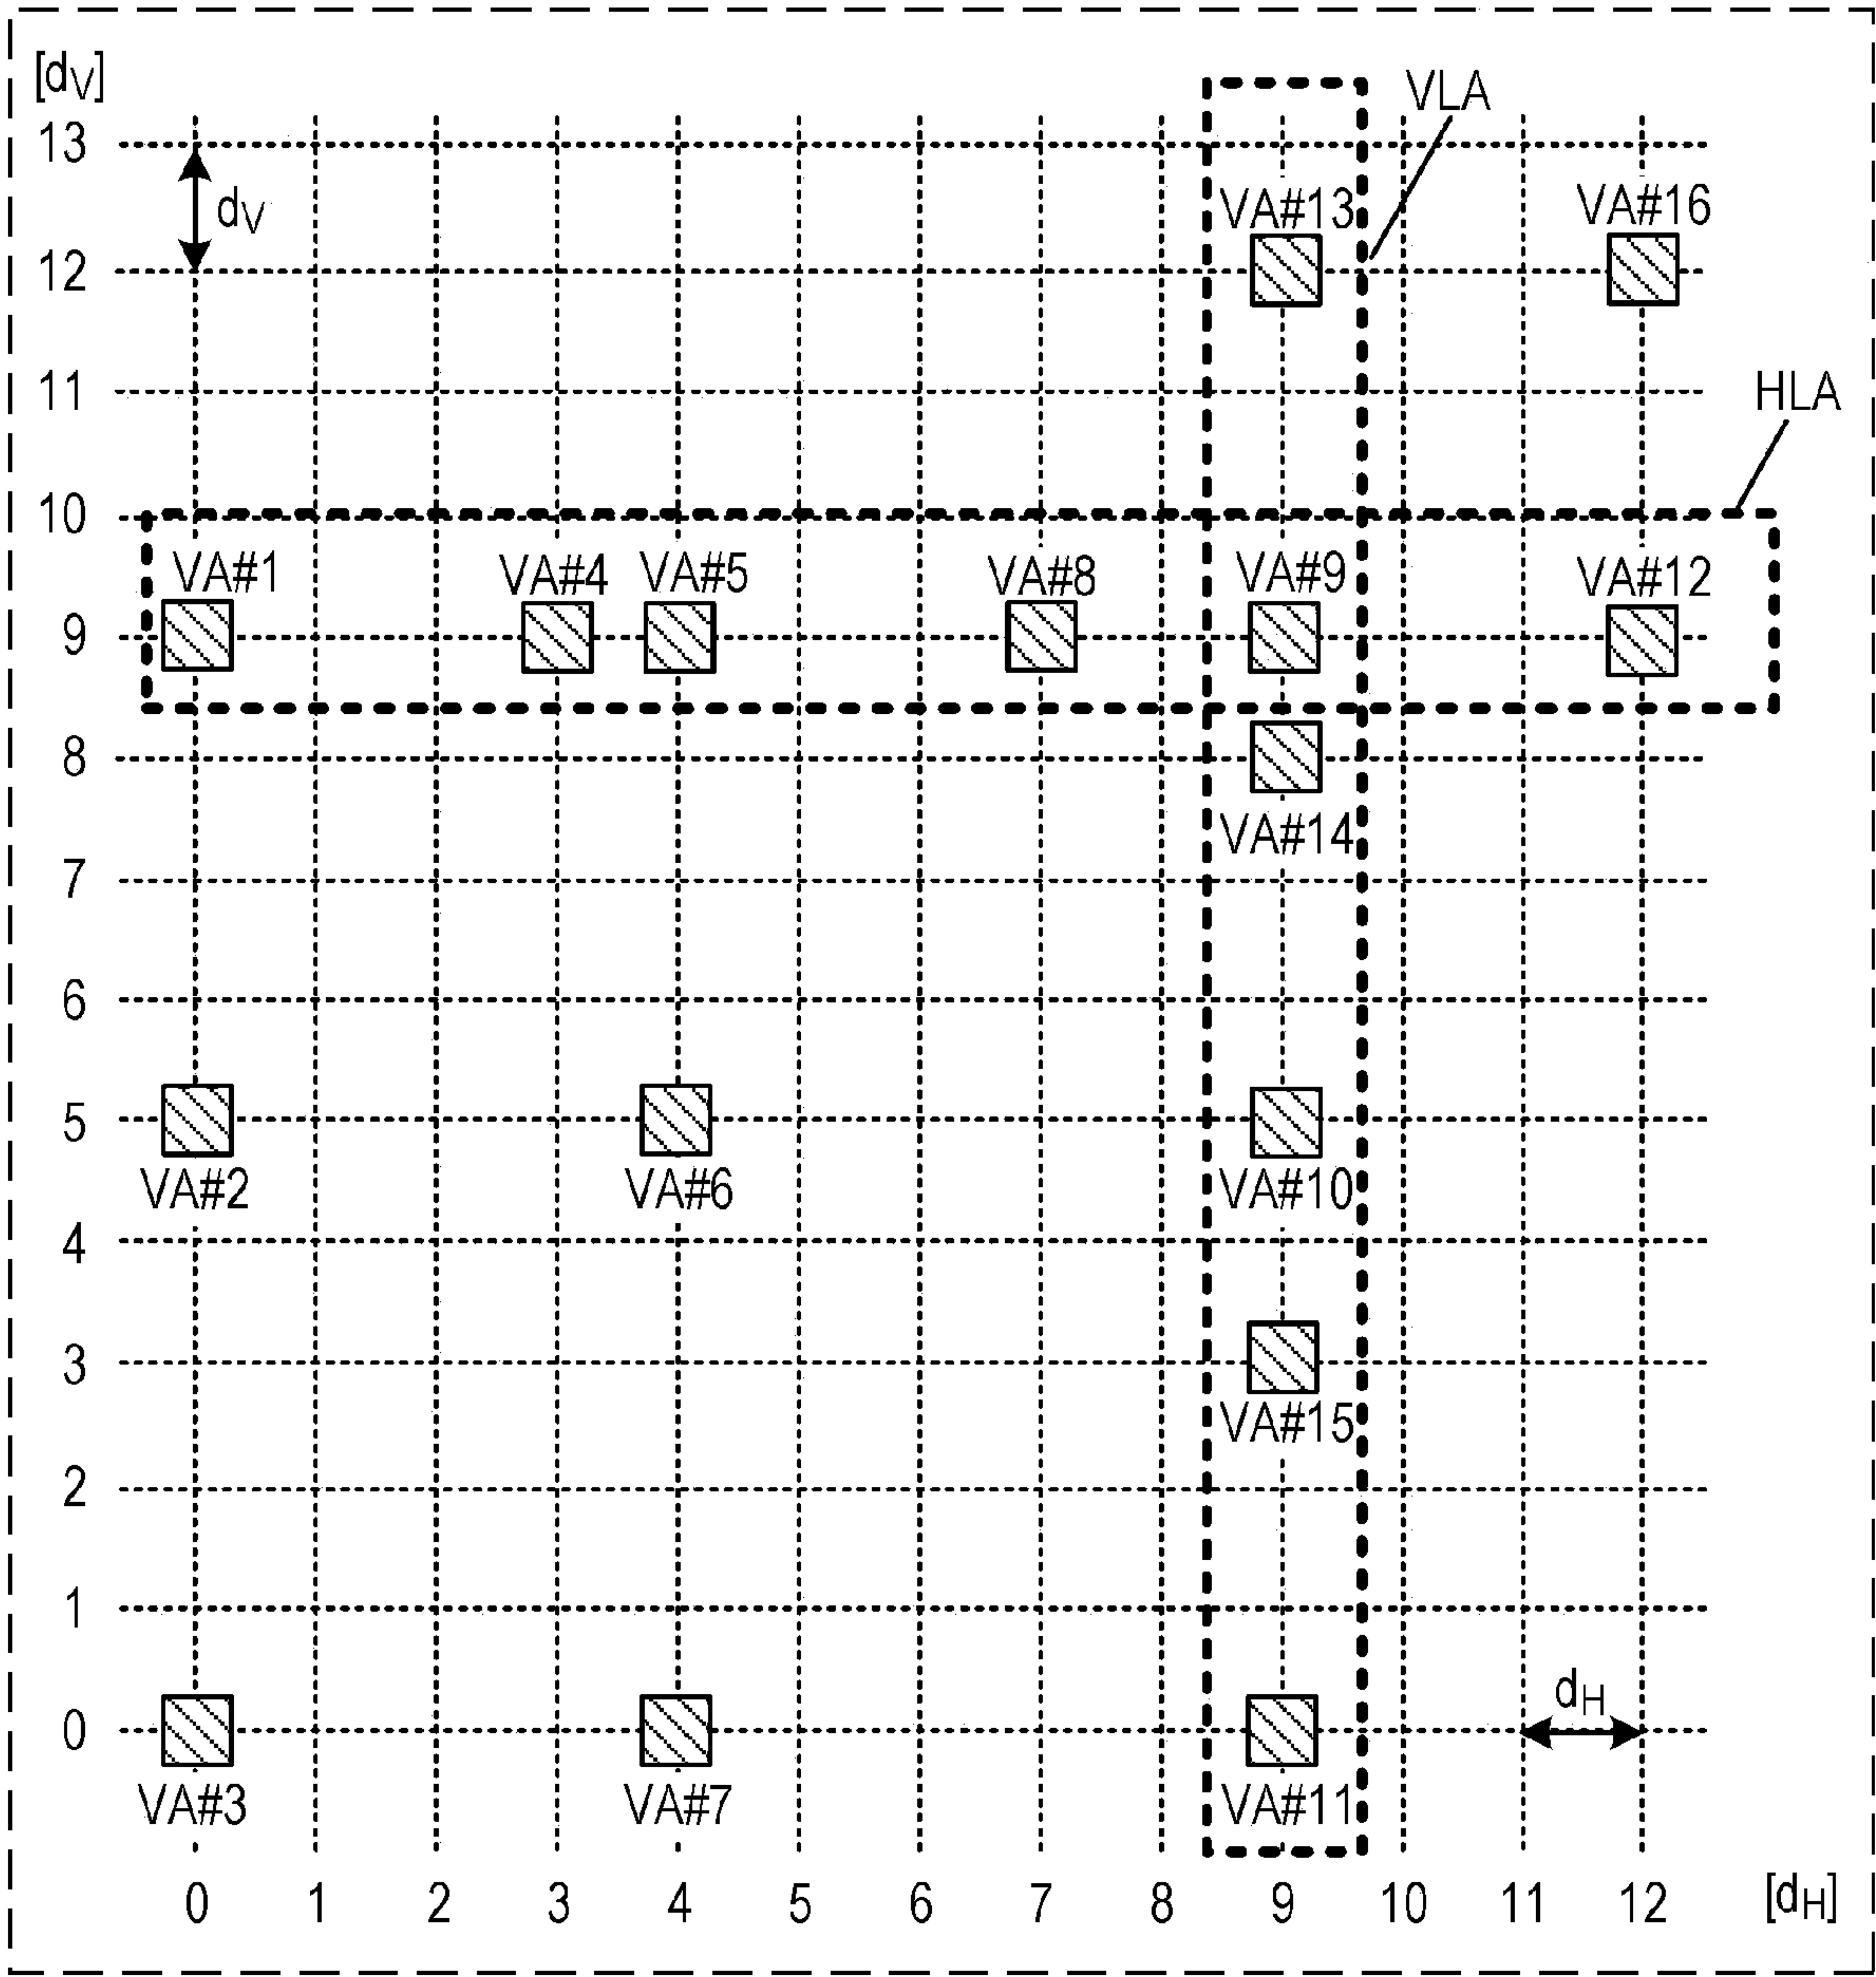 [dV]
VLA
13
dV
VA#13 VA#16
12
11
HLA
10
VA#1 VA#4 VA#5 VA#8 VA#9 VA#12
9
8
VA#14
7
6
5
VA#2 VA#6 VA#10
4
3
VA#15
2
1
dH
0
VA#3 VA#7 VA#11
0 1 2 3 4 5 6 7 8 9 10 11 12 [dH]